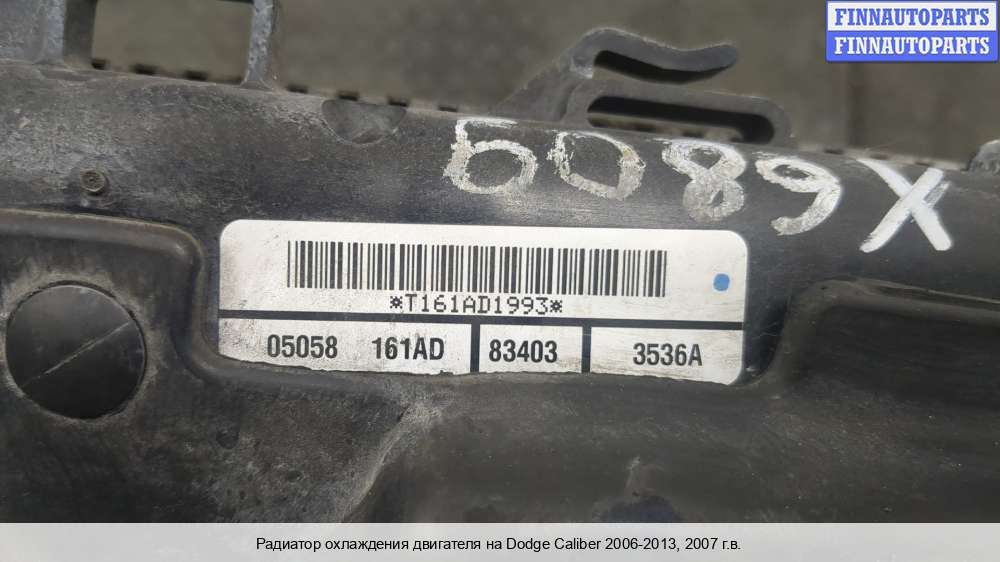 FINNAUTOPARTS
FINNAUTOPARTS
6089X
*T161AD1993*
05058 161AD 83403 3536A
Радиатор охлаждения двигателя на Dodge Caliber 2006-2013, 2007 г.в.